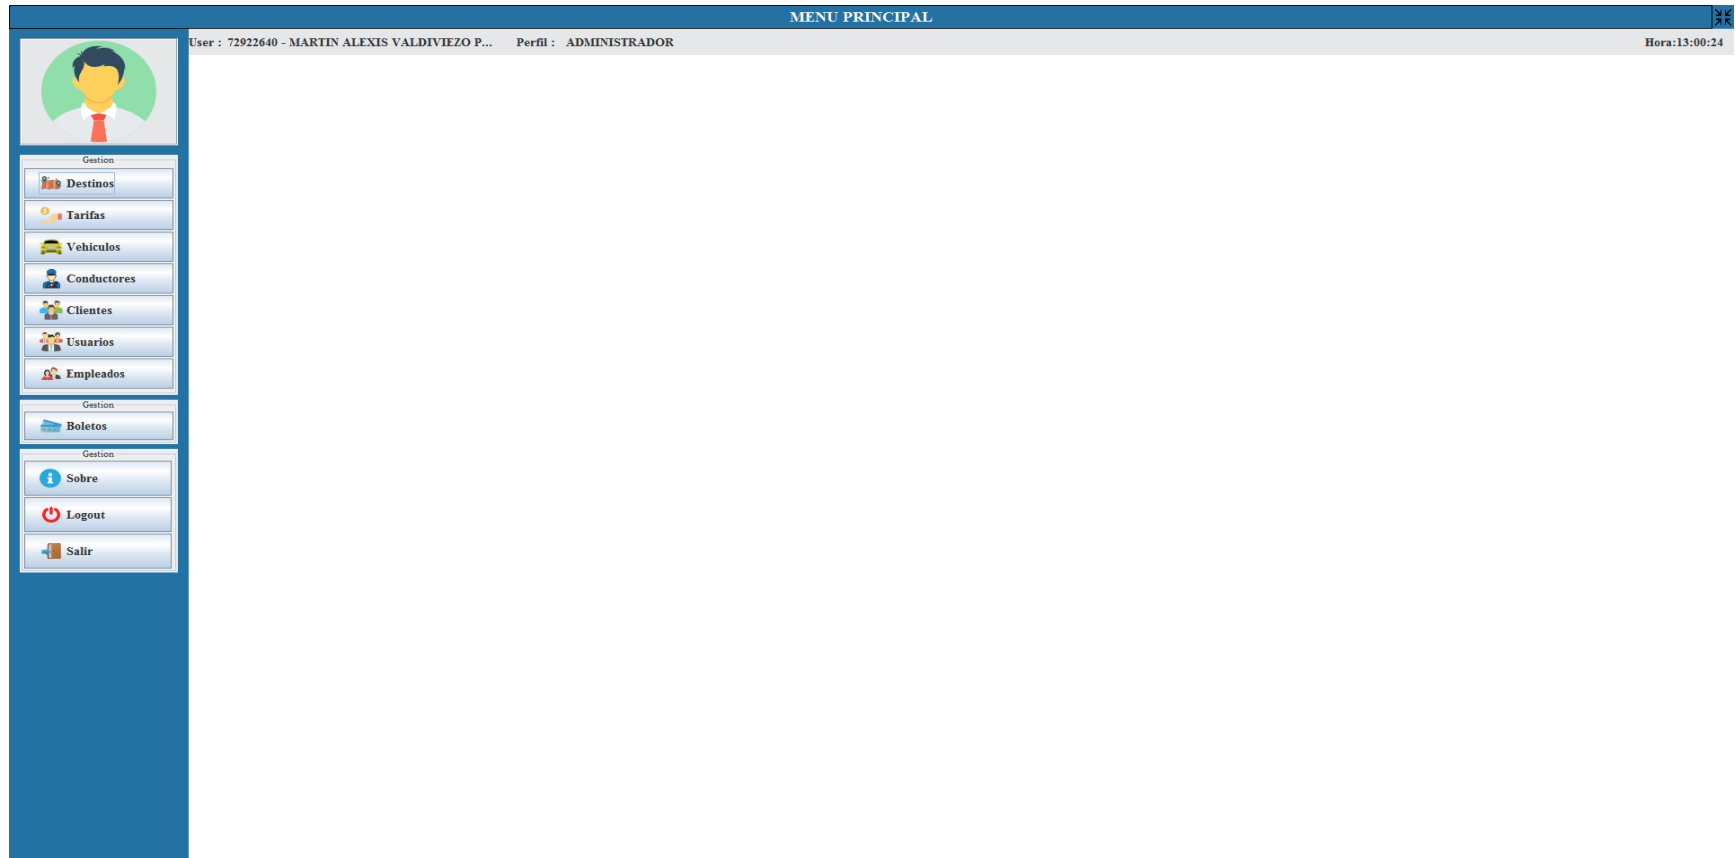 MENU PRINCIPAL
User : 72922640 - MARTIN ALEXIS VALDIVIEZO P... Perfil : ADMINISTRADOR Hora:13:00:24
Gestion
Destinos
Tarifas
Vehiculos
Conductores
Clientes
Usuarios
Empleados
Gestion
Boletos
Gestion
Sobre
Logout
Salir